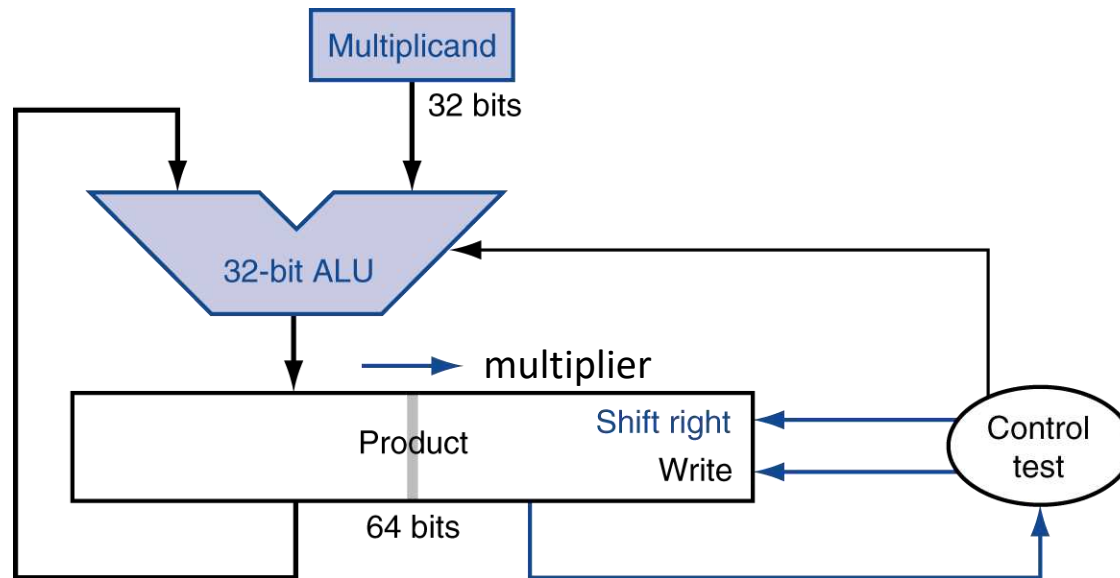 Multiplicand
32 bits
32-bit ALU
multiplier
Product
Shift right
Write
Control
test
64 bits